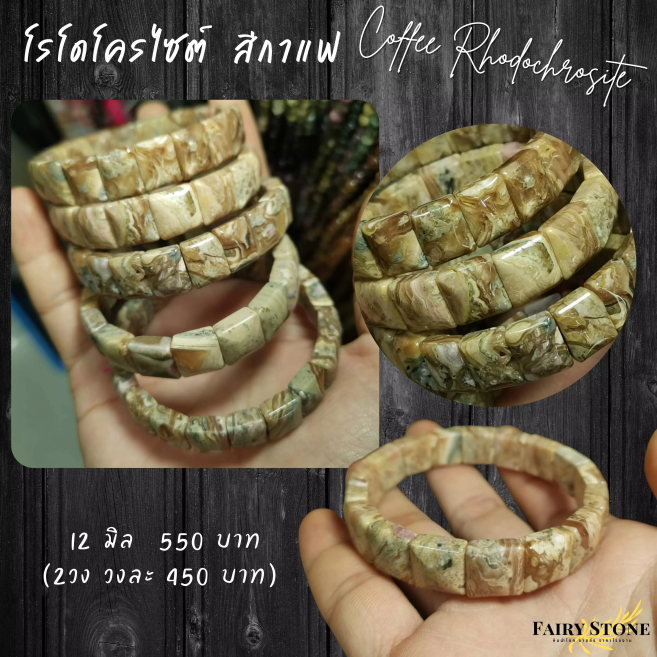 โรโดโครไซต์ สีกาแฟ Coffee Rhodochrosite
12 มิล 550 บาท
(2วง วงละ 450 บาท)
FAIRY STONE